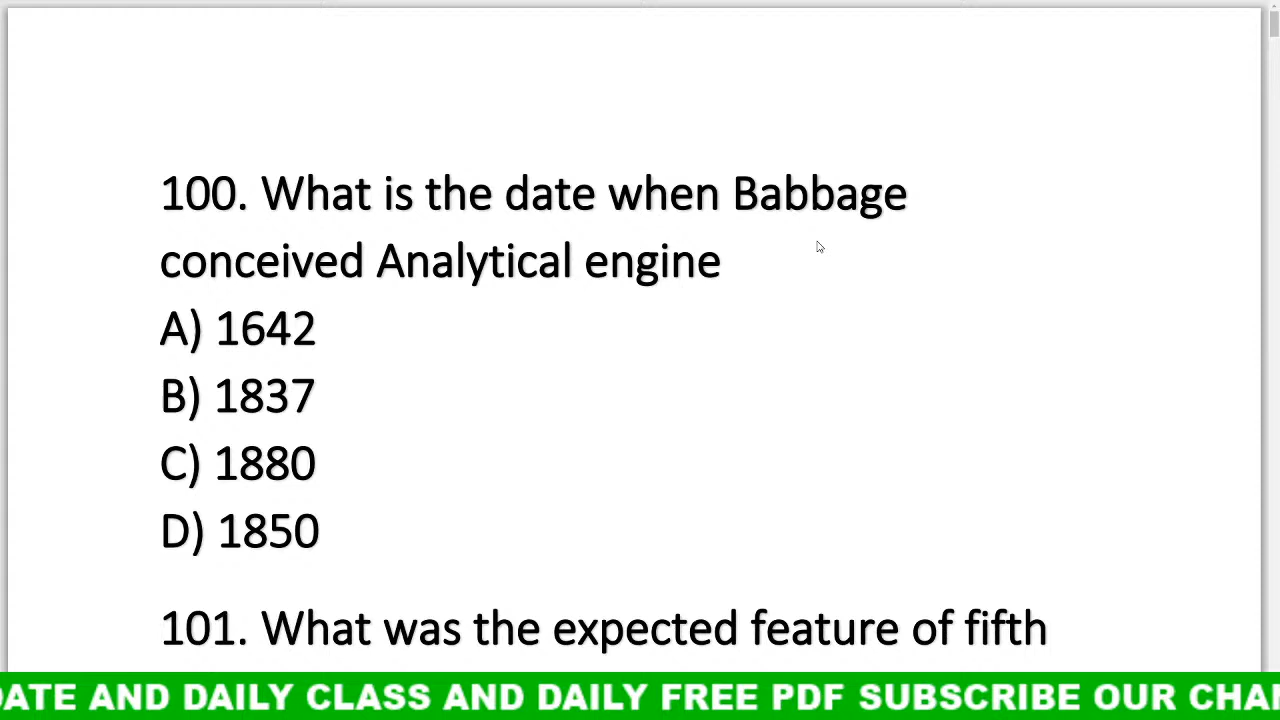 100. What is the date when Babbage
conceived Analytical engine
A) 1642
B) 1837
C) 1880
D) 1850
101. What was the expected feature of fifth
DATE AND DAILY CLASS AND DAILY FREE PDF SUBSCRIBE OUR CHAN